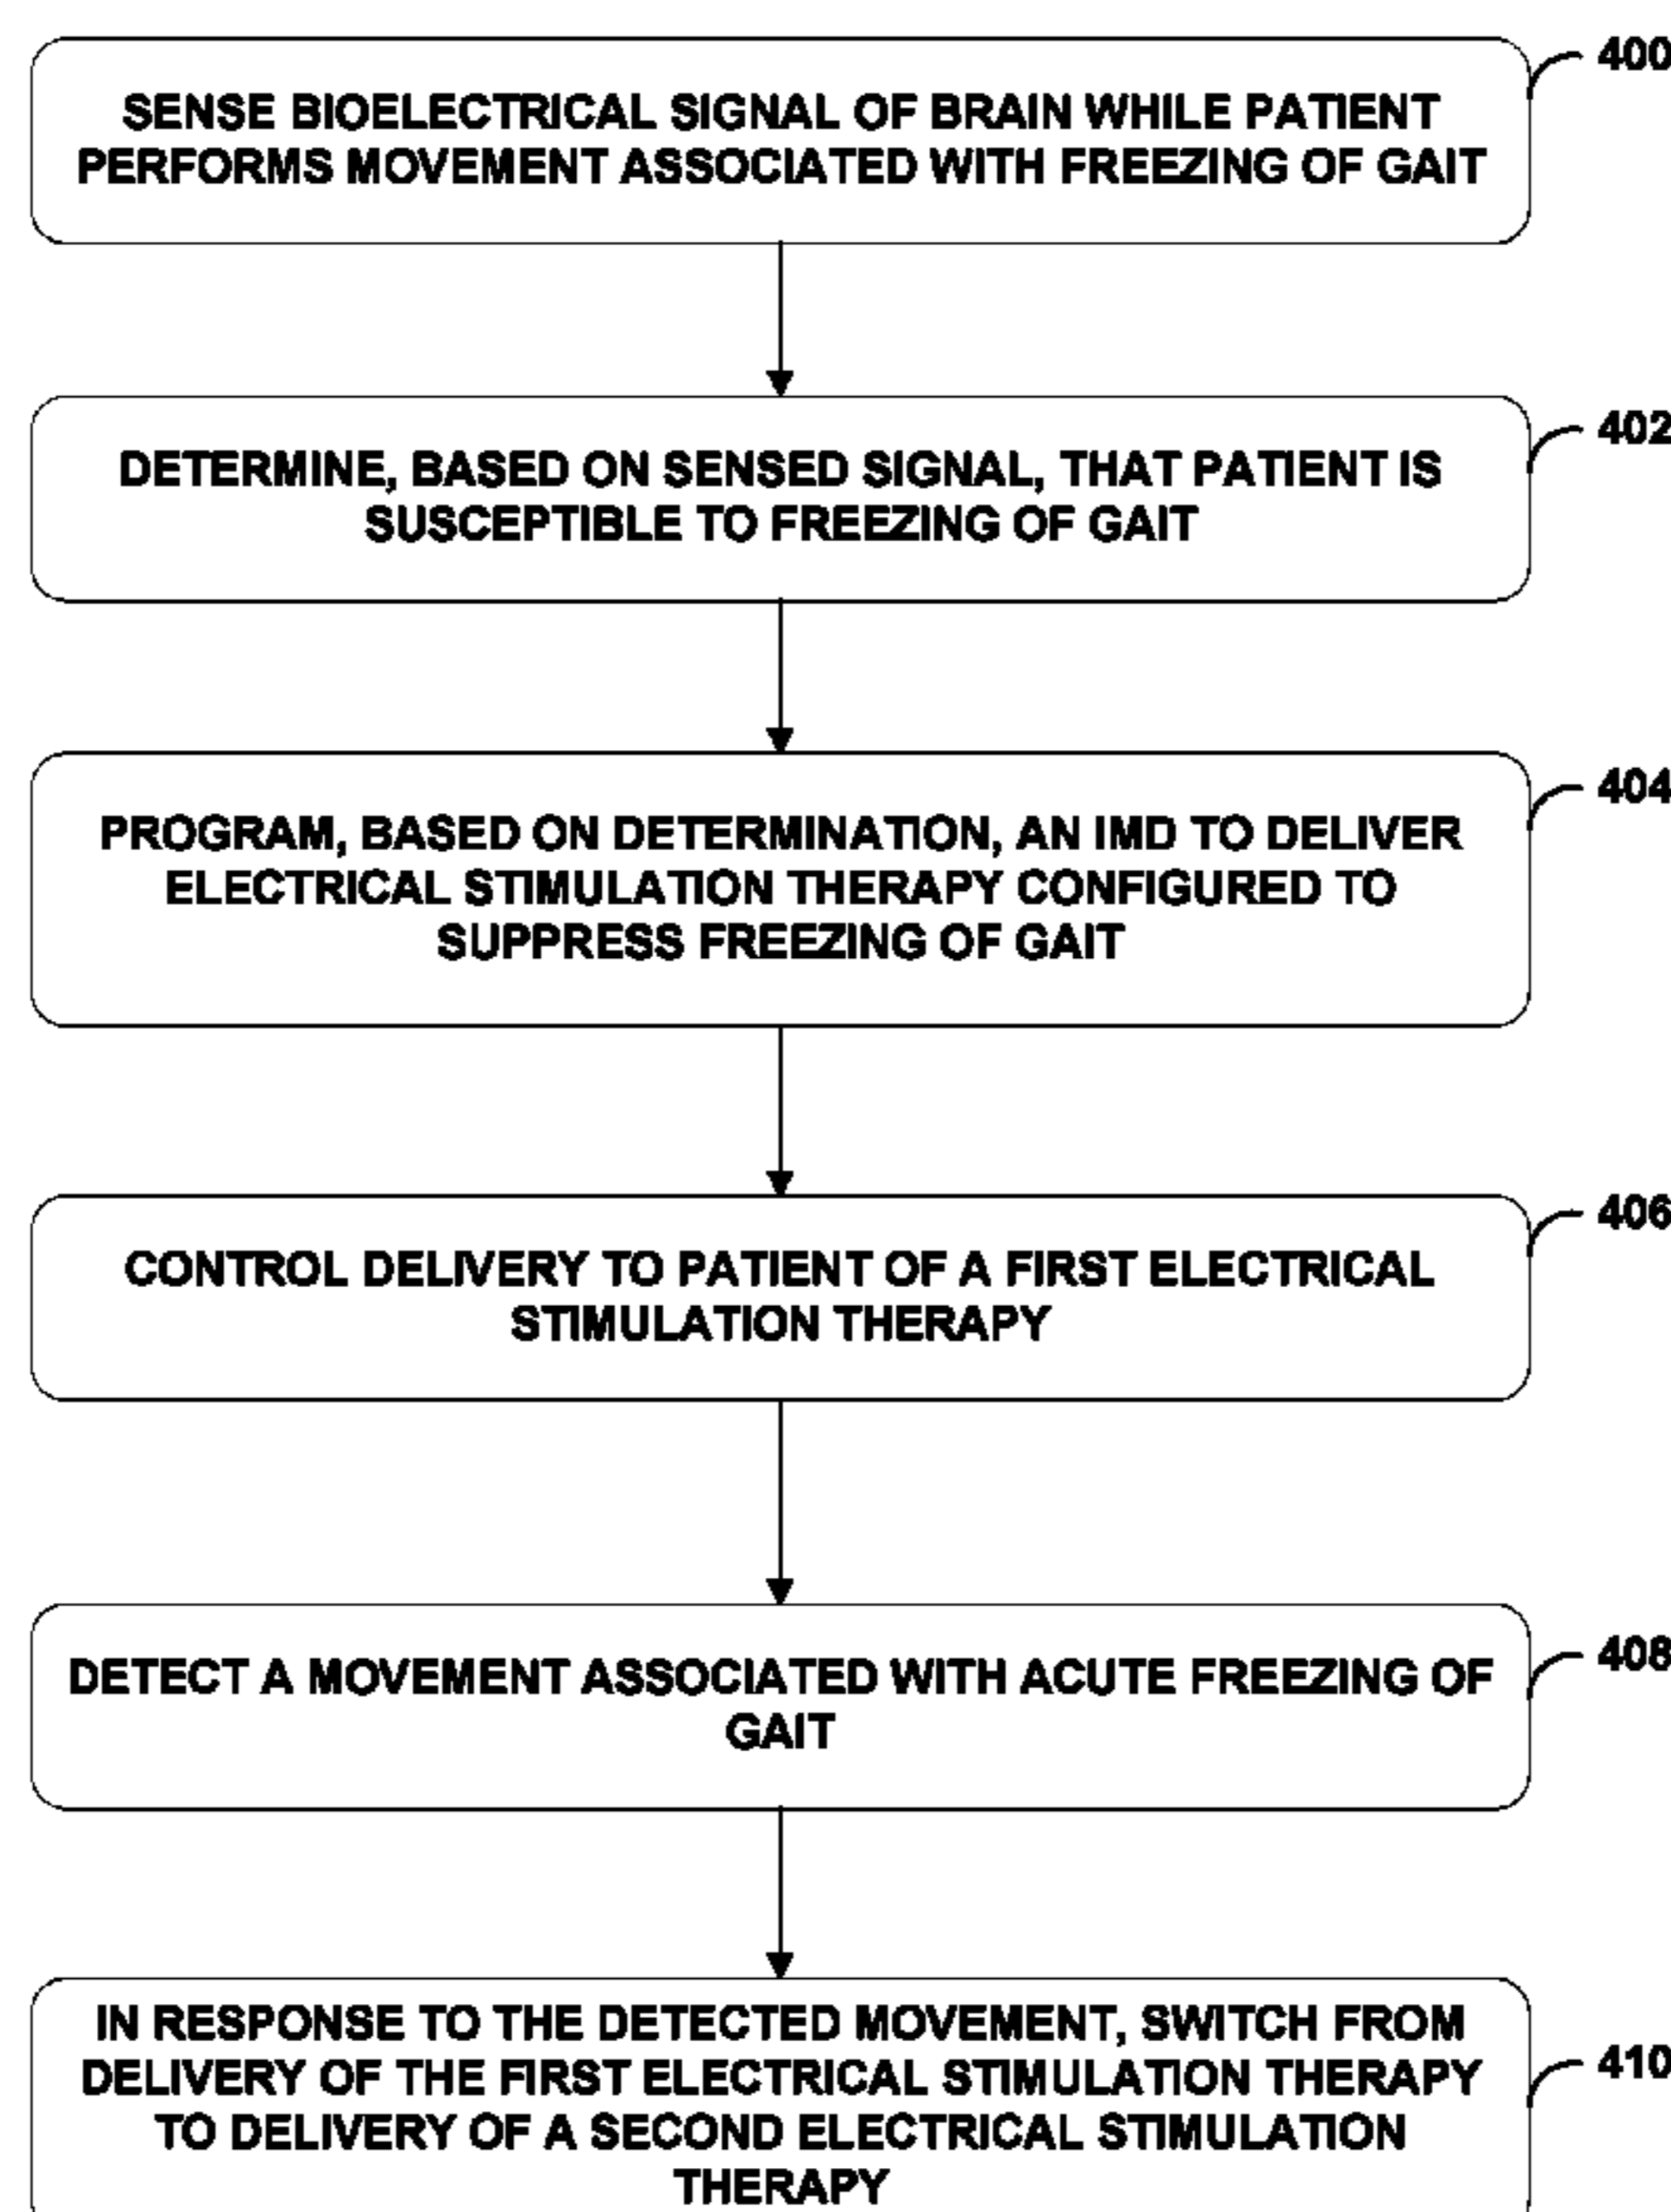 400
SENSE BIOELECTRICAL SIGNAL OF BRAIN WHILE PATIENT
PERFORMS MOVEMENT ASSOCIATED WITH FREEZING OF GAIT
402
DETERMINE, BASED ON SENSED SIGNAL, THAT PATIENT IS
SUSCEPTIBLE TO FREEZING OF GAIT
404
PROGRAM, BASED ON DETERMINATION, AN IMD TO DELIVER
ELECTRICAL STIMULATION THERAPY CONFIGURED TO
SUPPRESS FREEZING OF GAIT
406
CONTROL DELIVERY TO PATIENT OF A FIRST ELECTRICAL
STIMULATION THERAPY
408
DETECT A MOVEMENT ASSOCIATED WITH ACUTE FREEZING OF
GAIT
410
IN RESPONSE TO THE DETECTED MOVEMENT, SWITCH FROM
DELIVERY OF THE FIRST ELECTRICAL STIMULATION THERAPY
TO DELIVERY OF A SECOND ELECTRICAL STIMULATION
THERAPY